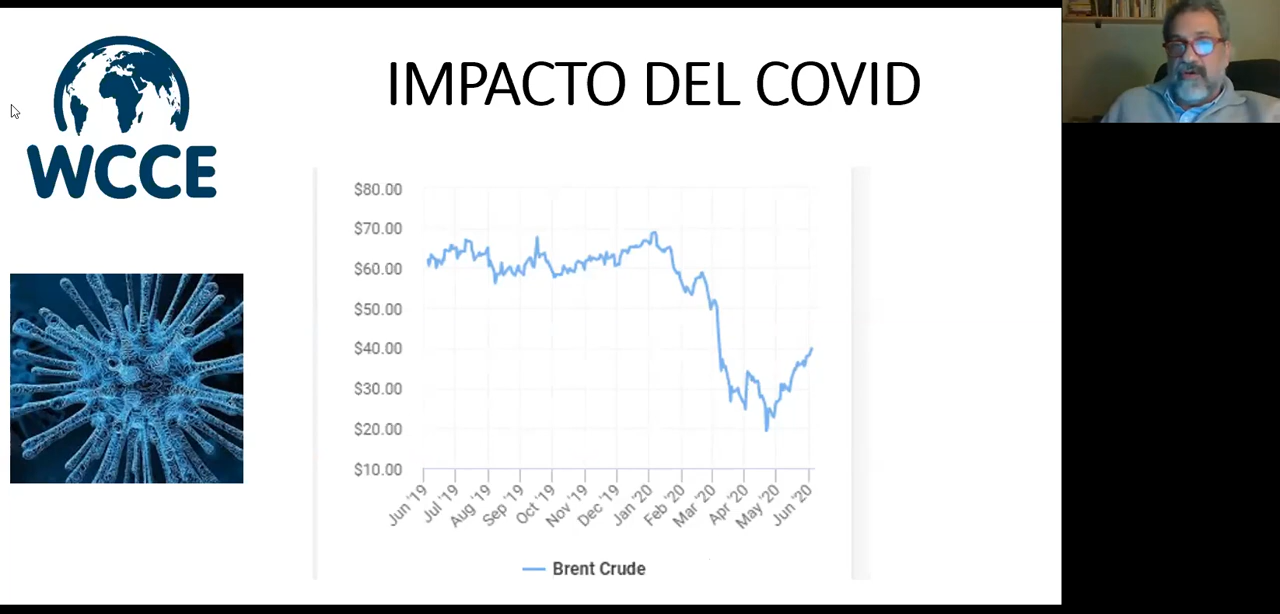 IMPACTO DEL COVID
WCCE
$80.00
$70.00
$60.00
$50.00
$40.00
$30.00
$20.00
$10.00
Jun '19
Jul '19
Aug '19
Sep '19
Oct '19
Nov '19
Dec '19
Jan '20
Feb '20
Mar '20
Apr '20
May '20
Jun '20
Brent Crude